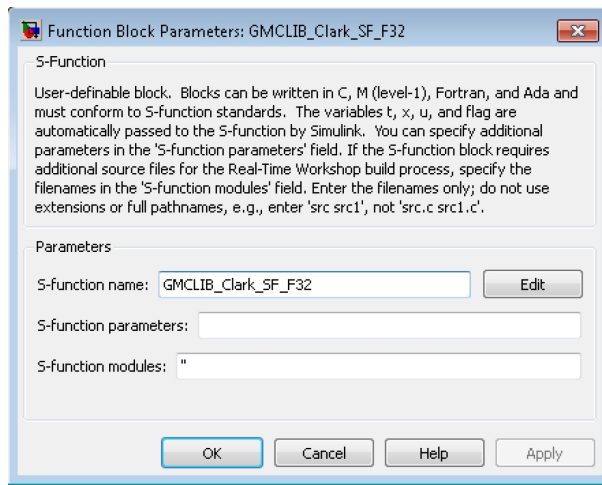 Function Block Parameters: GMCLIB_Clark_SF_F32
S-Function
User-definable block.  Blocks can be written in C, M (level-1), Fortran, and Ada and
must conform to S-function standards.  The variables t, x, u, and flag are
automatically passed to the S-function by Simulink.  You can specify additional
parameters in the 'S-function parameters' field. If the S-function block requires
additional source files for the Real-Time Workshop build process, specify the
filenames in the 'S-function modules' field. Enter the filenames only; do not use
extensions or full pathnames, e.g., enter 'src src1', not 'src.c src1.c'.
Parameters
S-function name: GMCLIB_Clark_SF_F32 Edit
S-function parameters:
S-function modules: ''
OK Cancel Help Apply